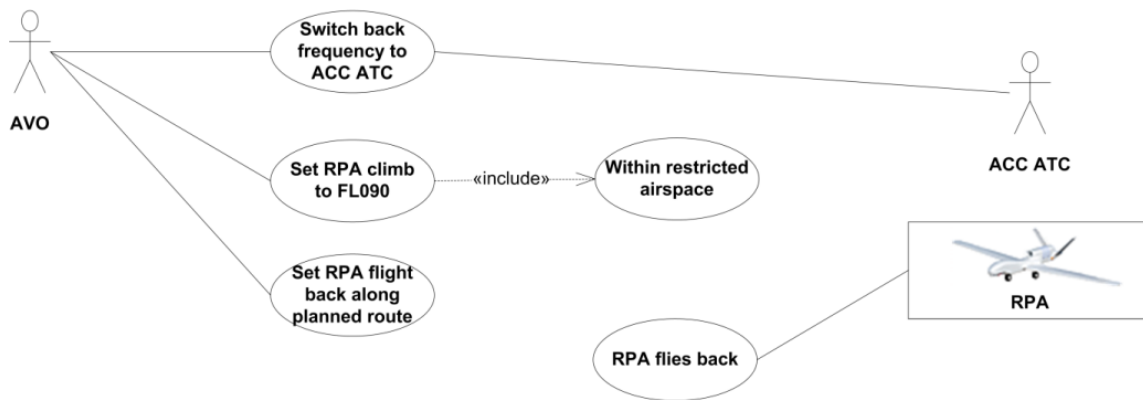 Switch back
frequency to
ACC ATC
AVO
ACC ATC
Set RPA climb
to FL090
«include»
Within restricted
airspace
Set RPA flight
back along
planned route
RPA
RPA flies back